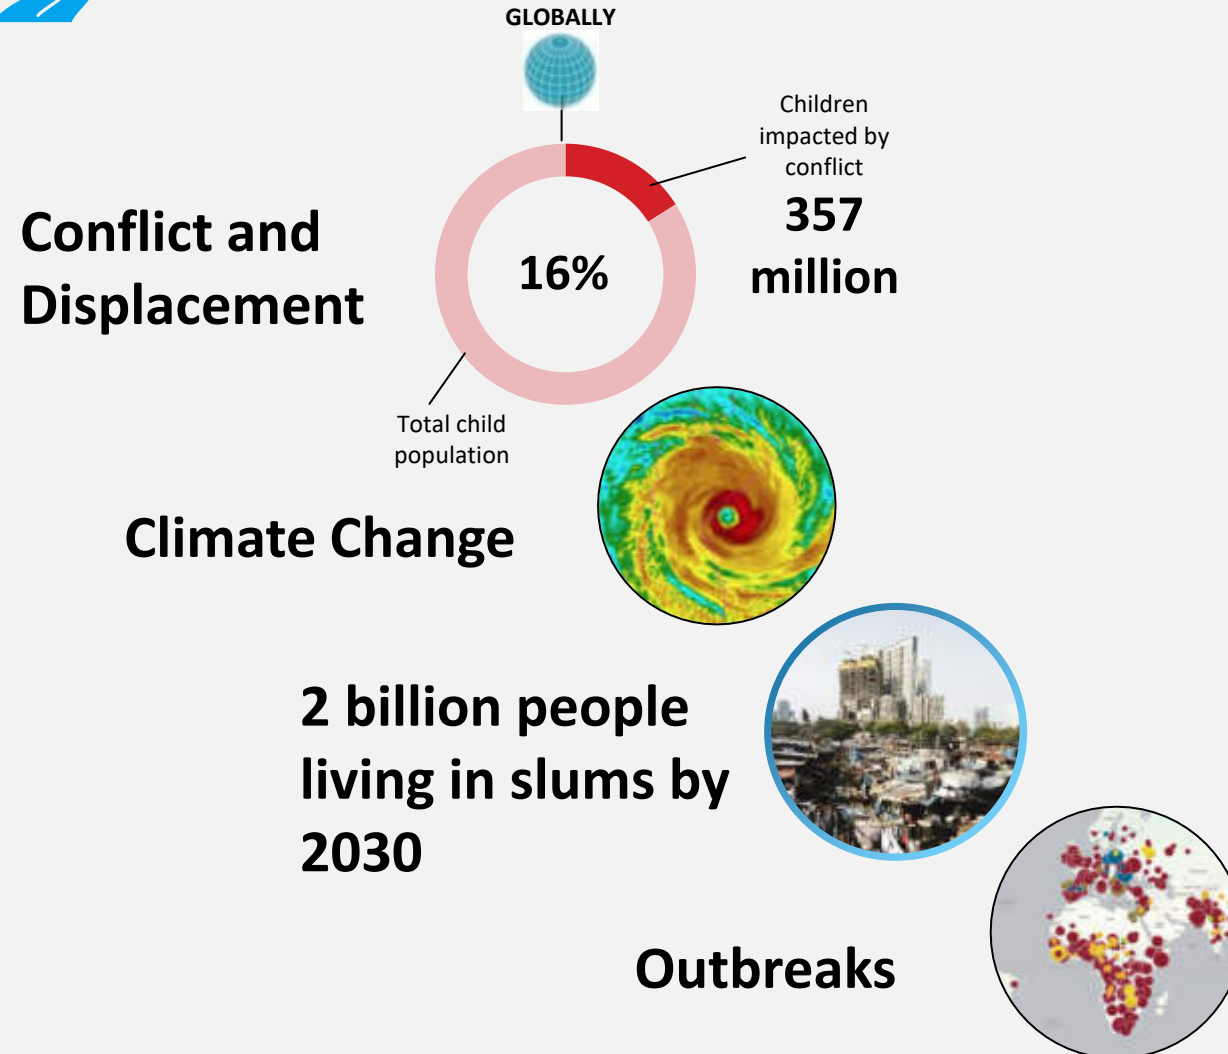 GLOBALLY
Children
impacted by
conflict
357
million
Conflict and
Displacement
16%
Total child
population
Climate Change
2 billion people
living in slums by
2030
Outbreaks